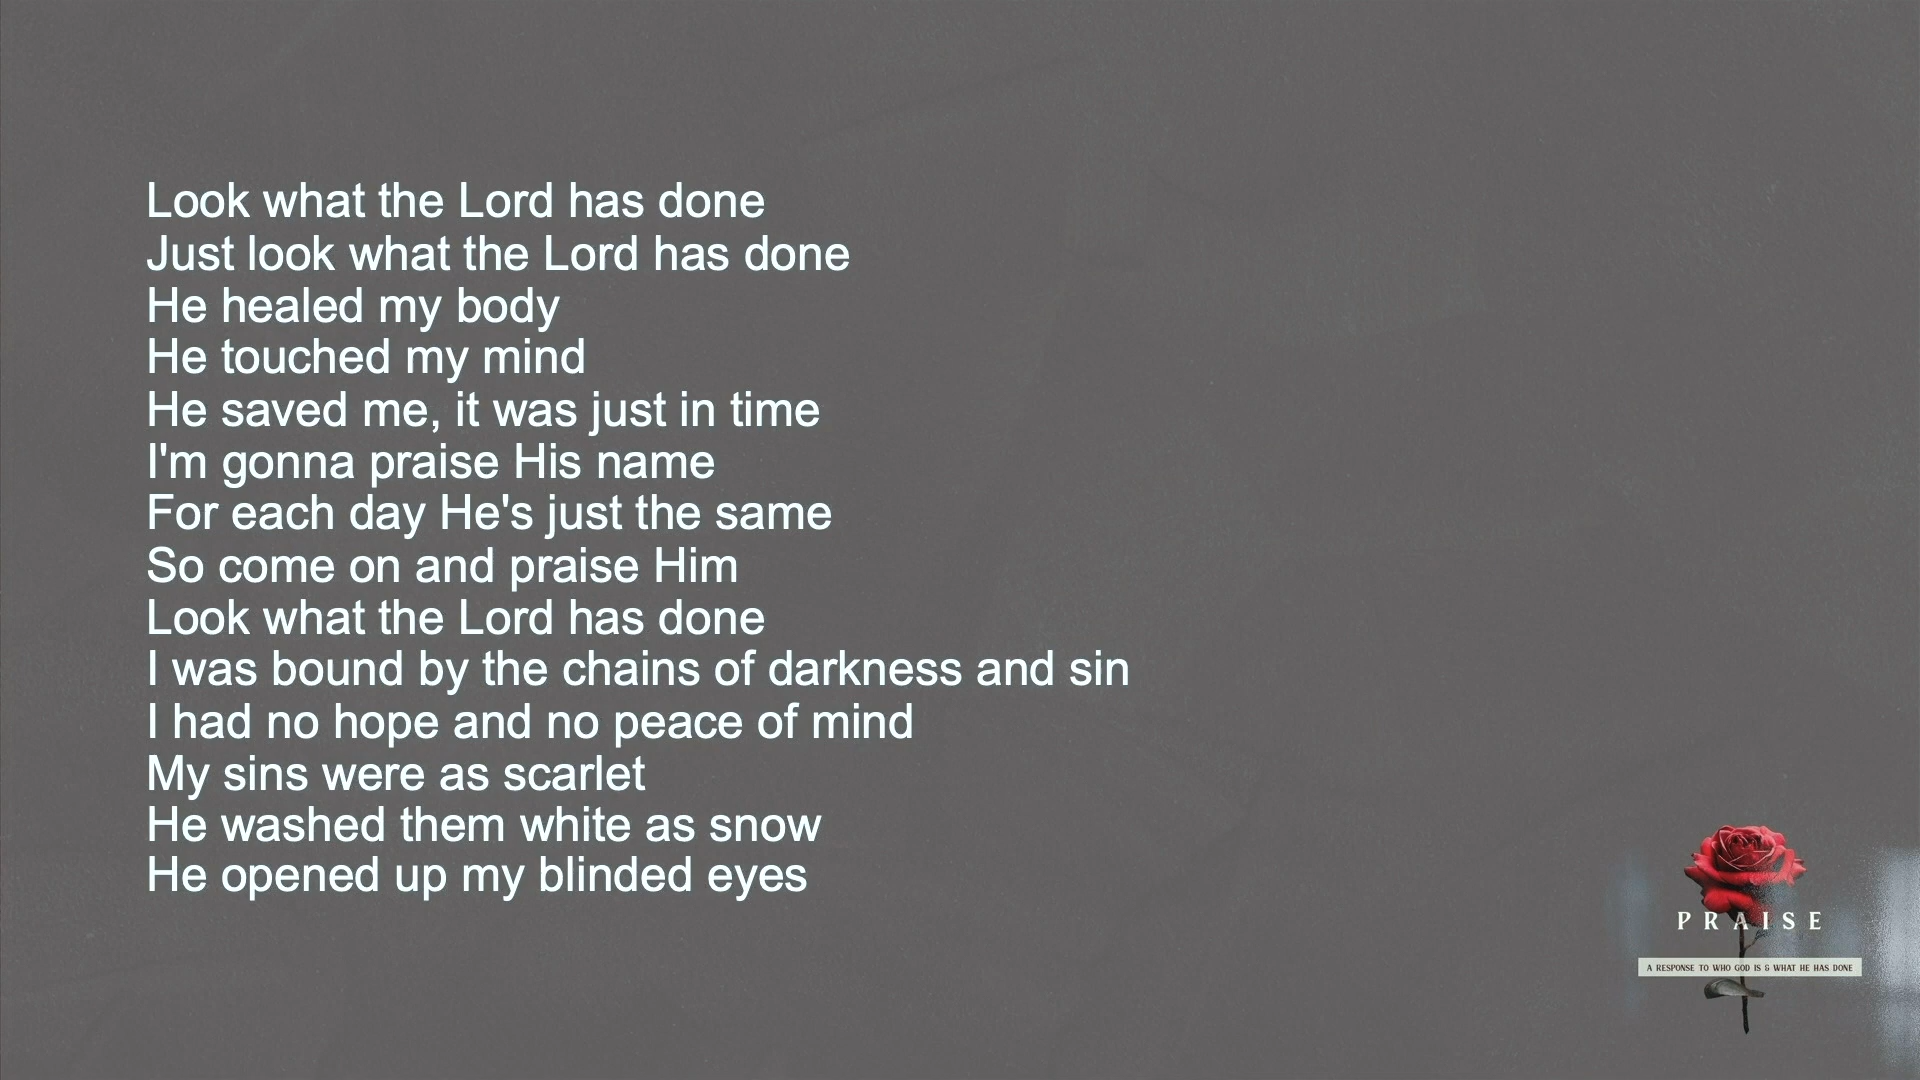 Look what the Lord has done
Just look what the Lord has done
He healed my body
He touched my mind
He saved me, it was just in time
I'm gonna praise His name
For each day He's just the same
So come on and praise Him
Look what the Lord has done
I was bound by the chains of darkness and sin
I had no hope and no peace of mind
My sins were as scarlet
He washed them white as snow
He opened up my blinded eyes
PRAISE
A RESPONSE TO WHO GOD IS & WHAT HE HAS DONE